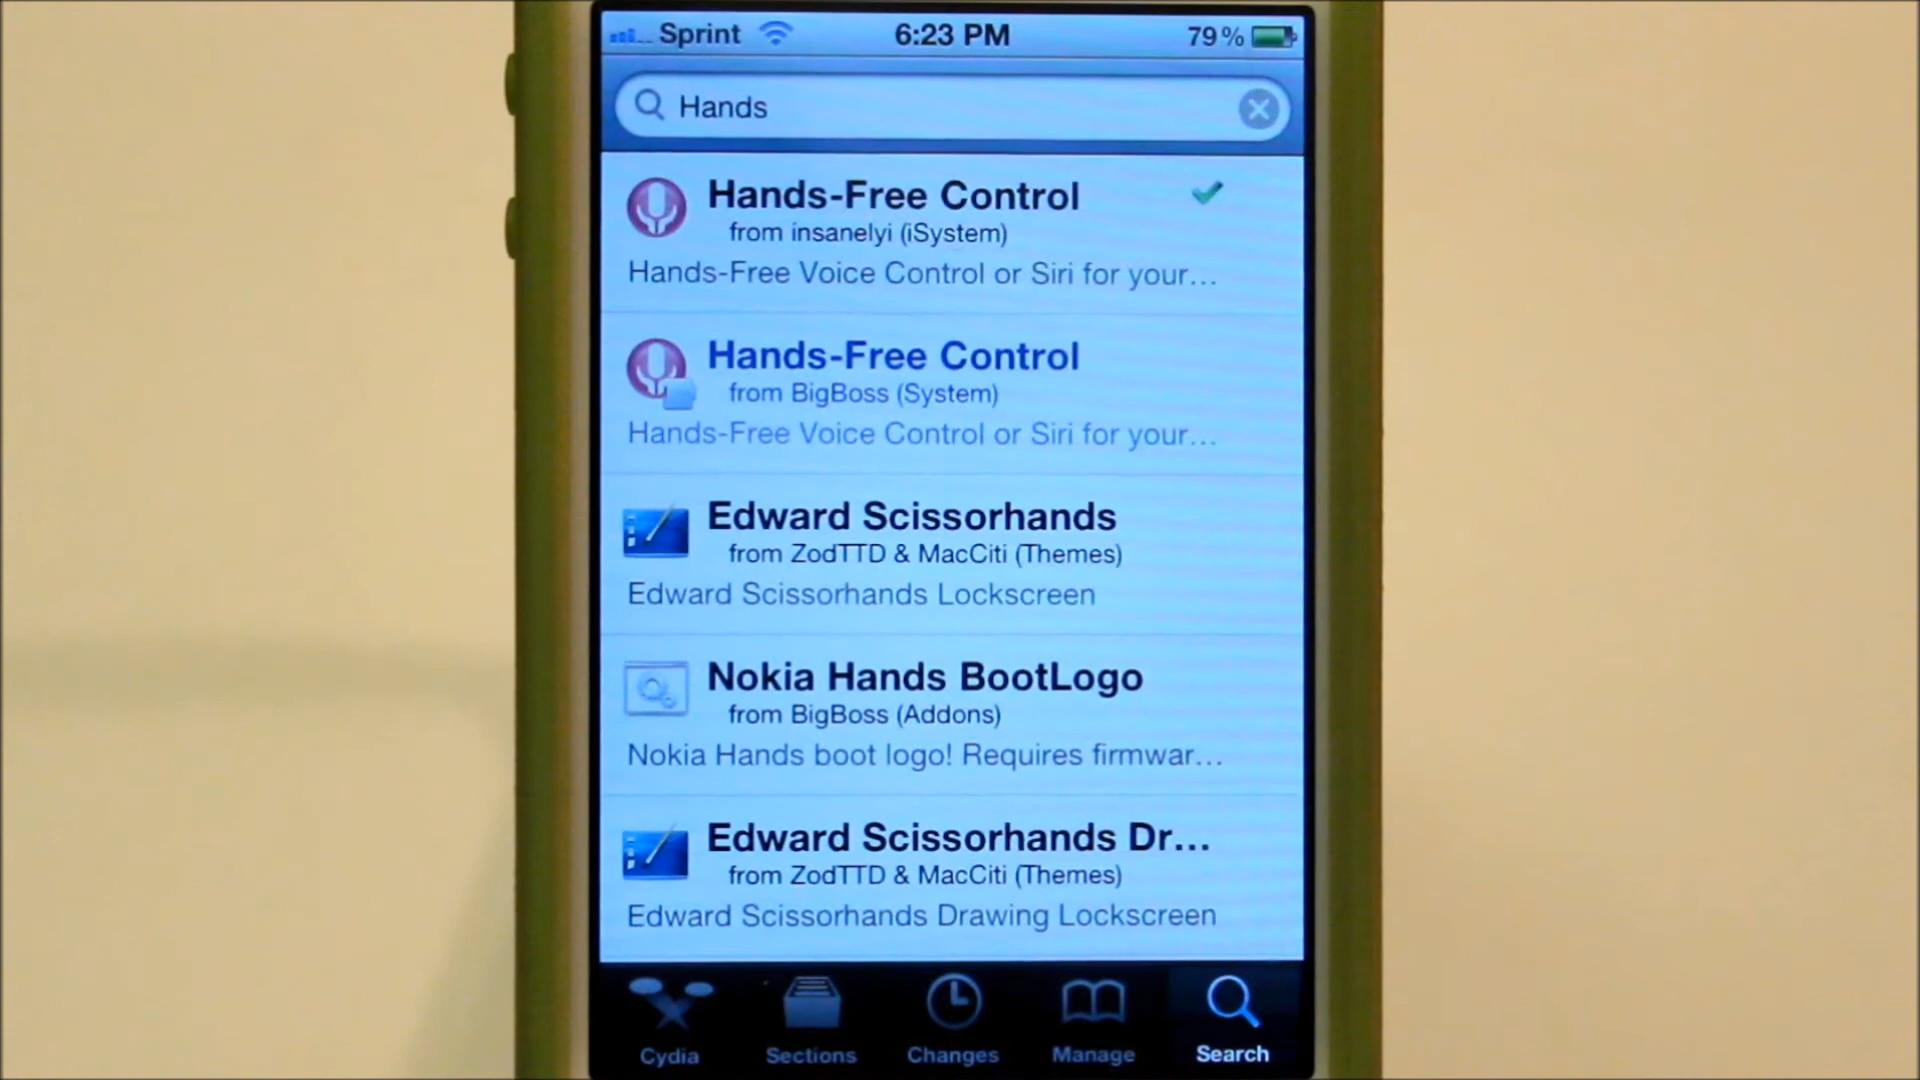 Sprint 6:23 PM 79%
Hands
Hands-Free Control
from insanelyi (iSystem)
Hands-Free Voice Control or Siri for your...
Hands-Free Control
from BigBoss (System)
Hands-Free Voice Control or Siri for your...
Edward Scissorhands
from ZodTTD & MacCiti (Themes)
Edward Scissorhands Lockscreen
Nokia Hands BootLogo
from BigBoss (Addons)
Nokia Hands boot logo! Requires firmwar...
Edward Scissorhands Dr...
from ZodTTD & MacCiti (Themes)
Edward Scissorhands Drawing Lockscreen
Cydia Sections Changes Manage Search